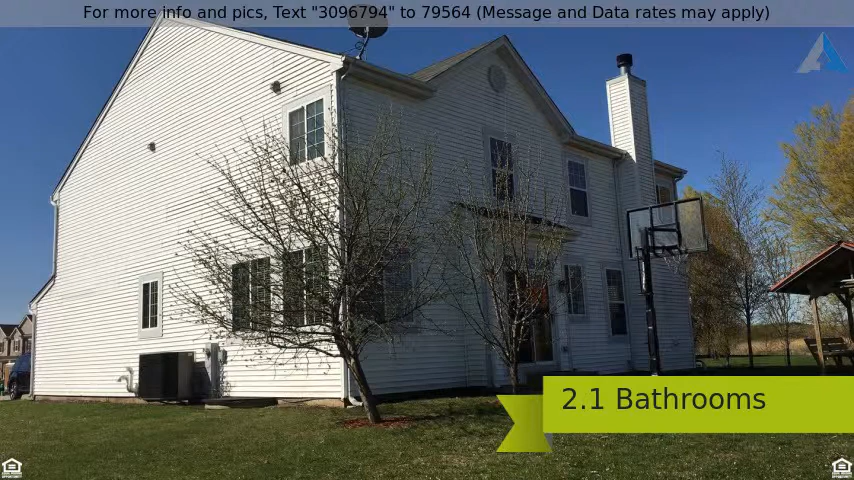 For more info and pics, Text "3096794" to 79564 (Message and Data rates may apply)
2.1 Bathrooms